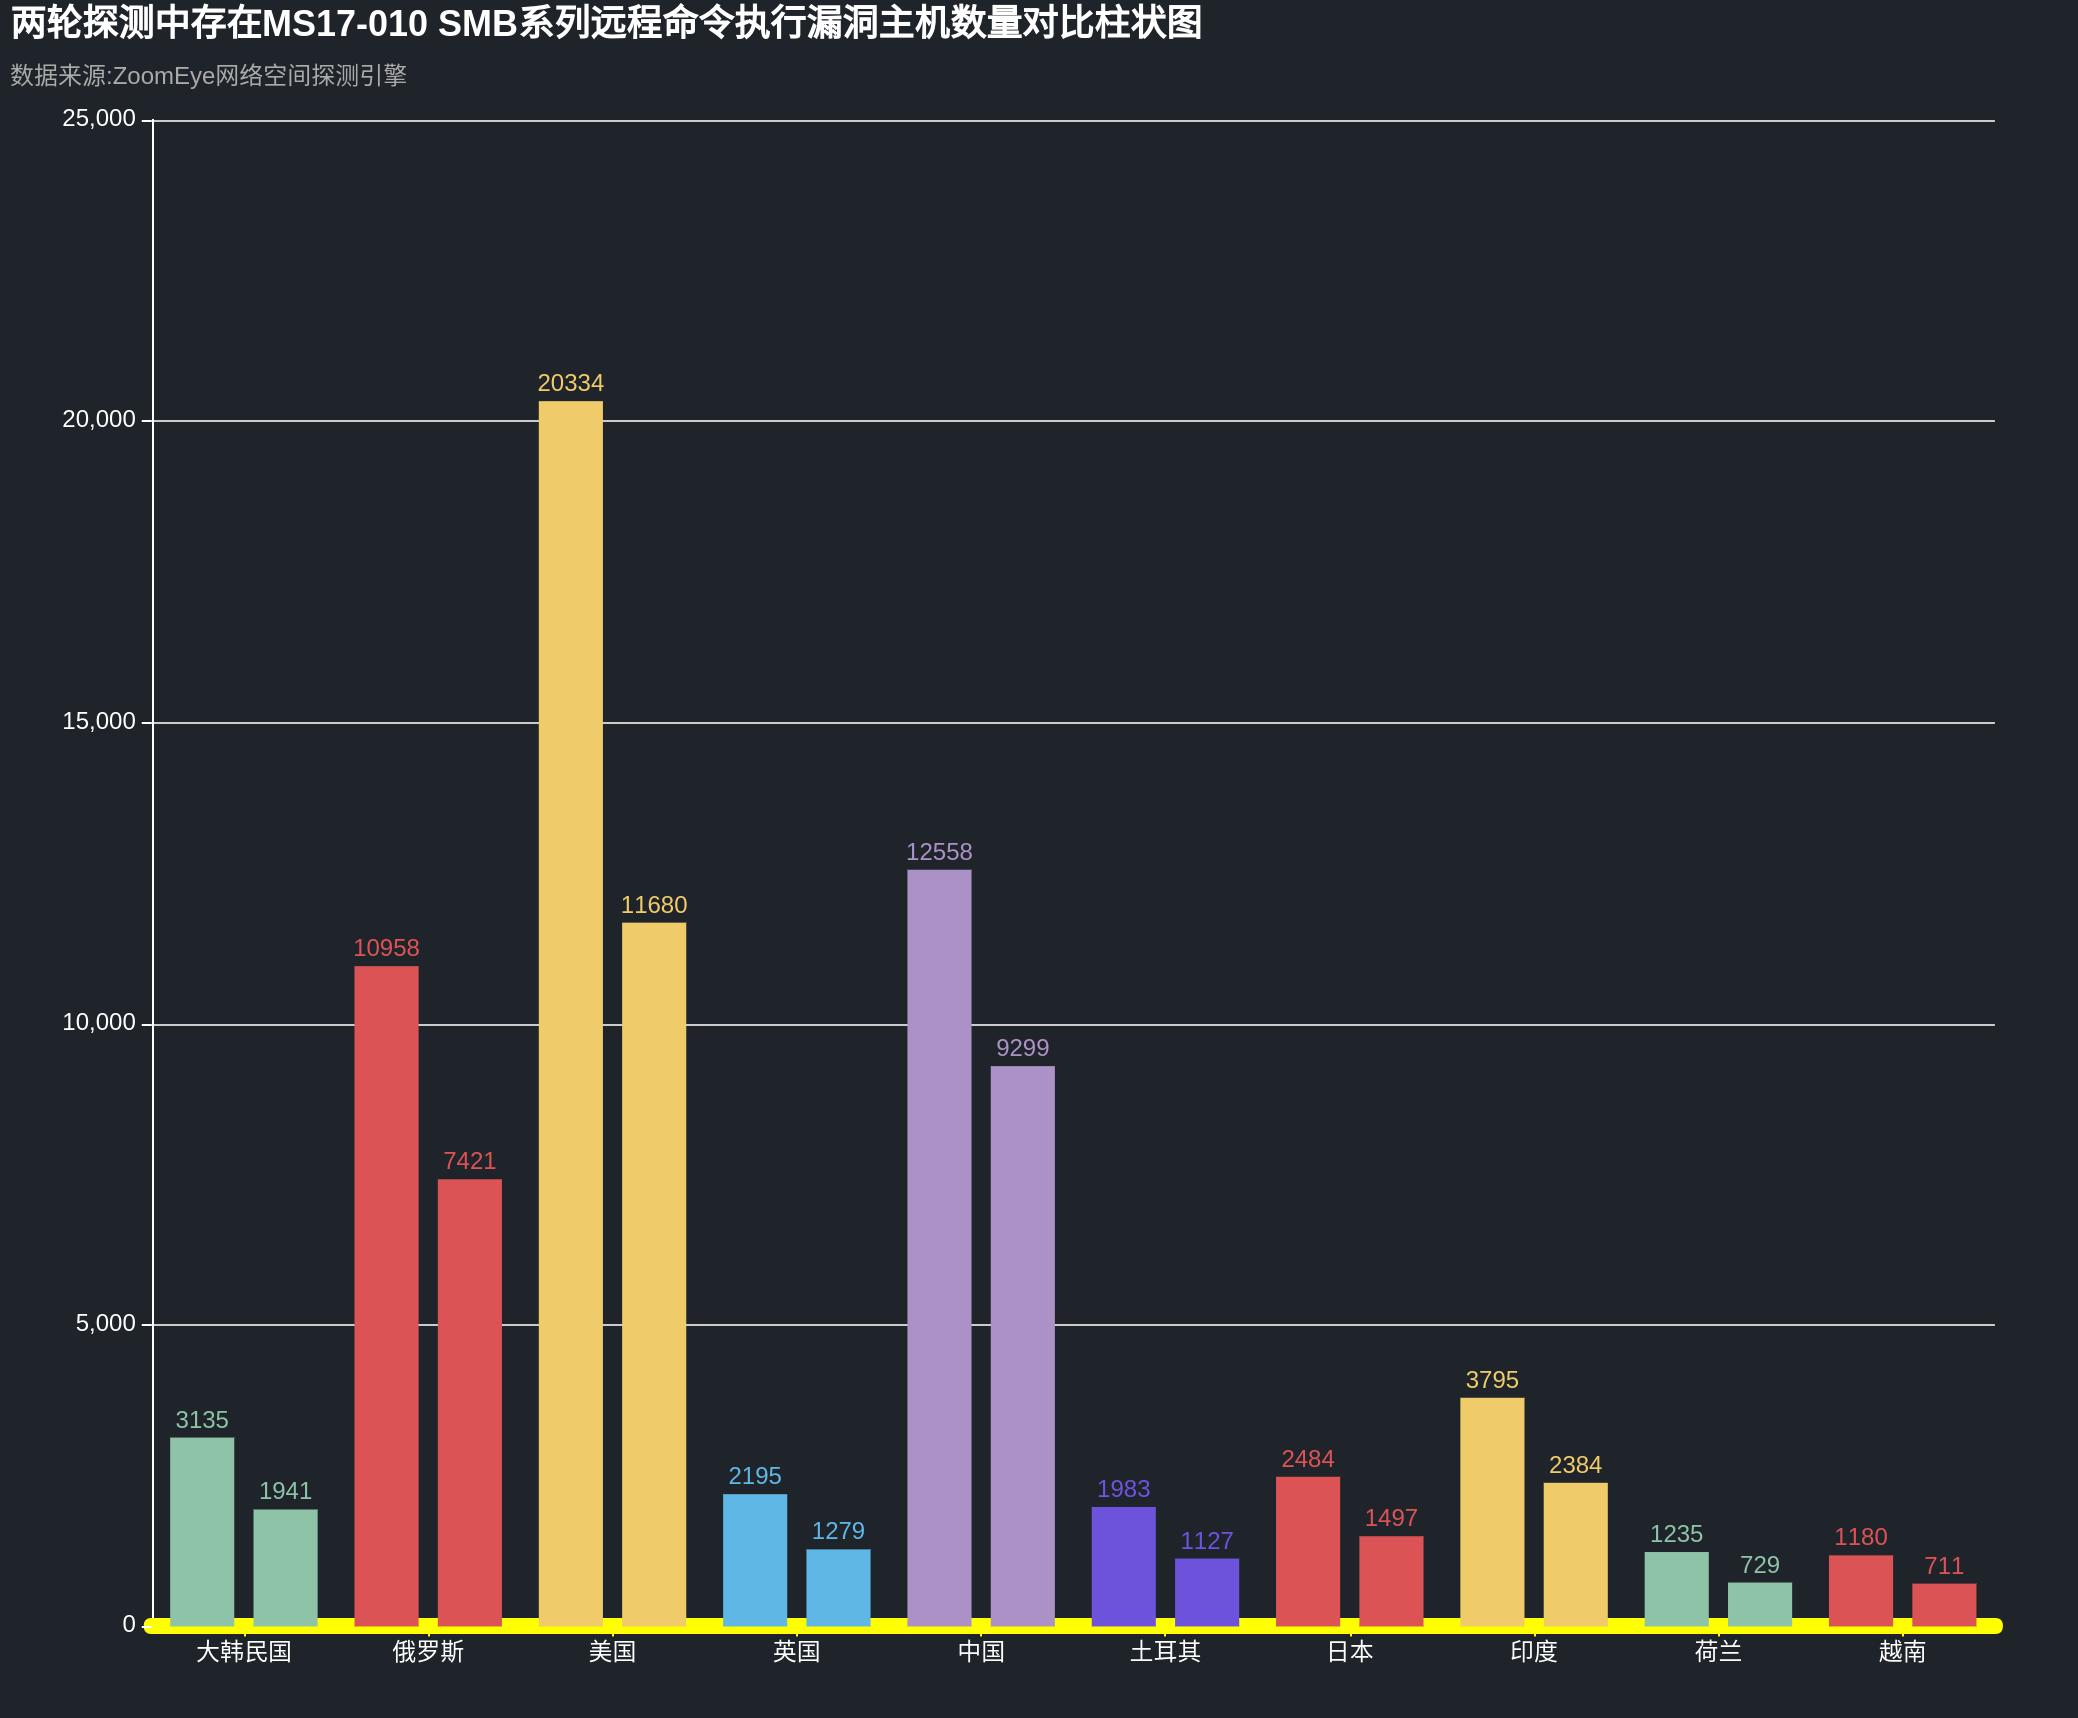 两轮探测中存在MS17-010 SMB系列远程命令执行漏洞主机数量对比柱状图
数据来源:ZoomEye网络空间探测引擎
25,000
20,000
15,000
10,000
5,000
0
3135
1941
10958
7421
20334
11680
2195
1279
12558
9299
1983
1127
2484
1497
3795
2384
1235
729
1180
711
大韩民国
俄罗斯
美国
英国
中国
土耳其
日本
印度
荷兰
越南